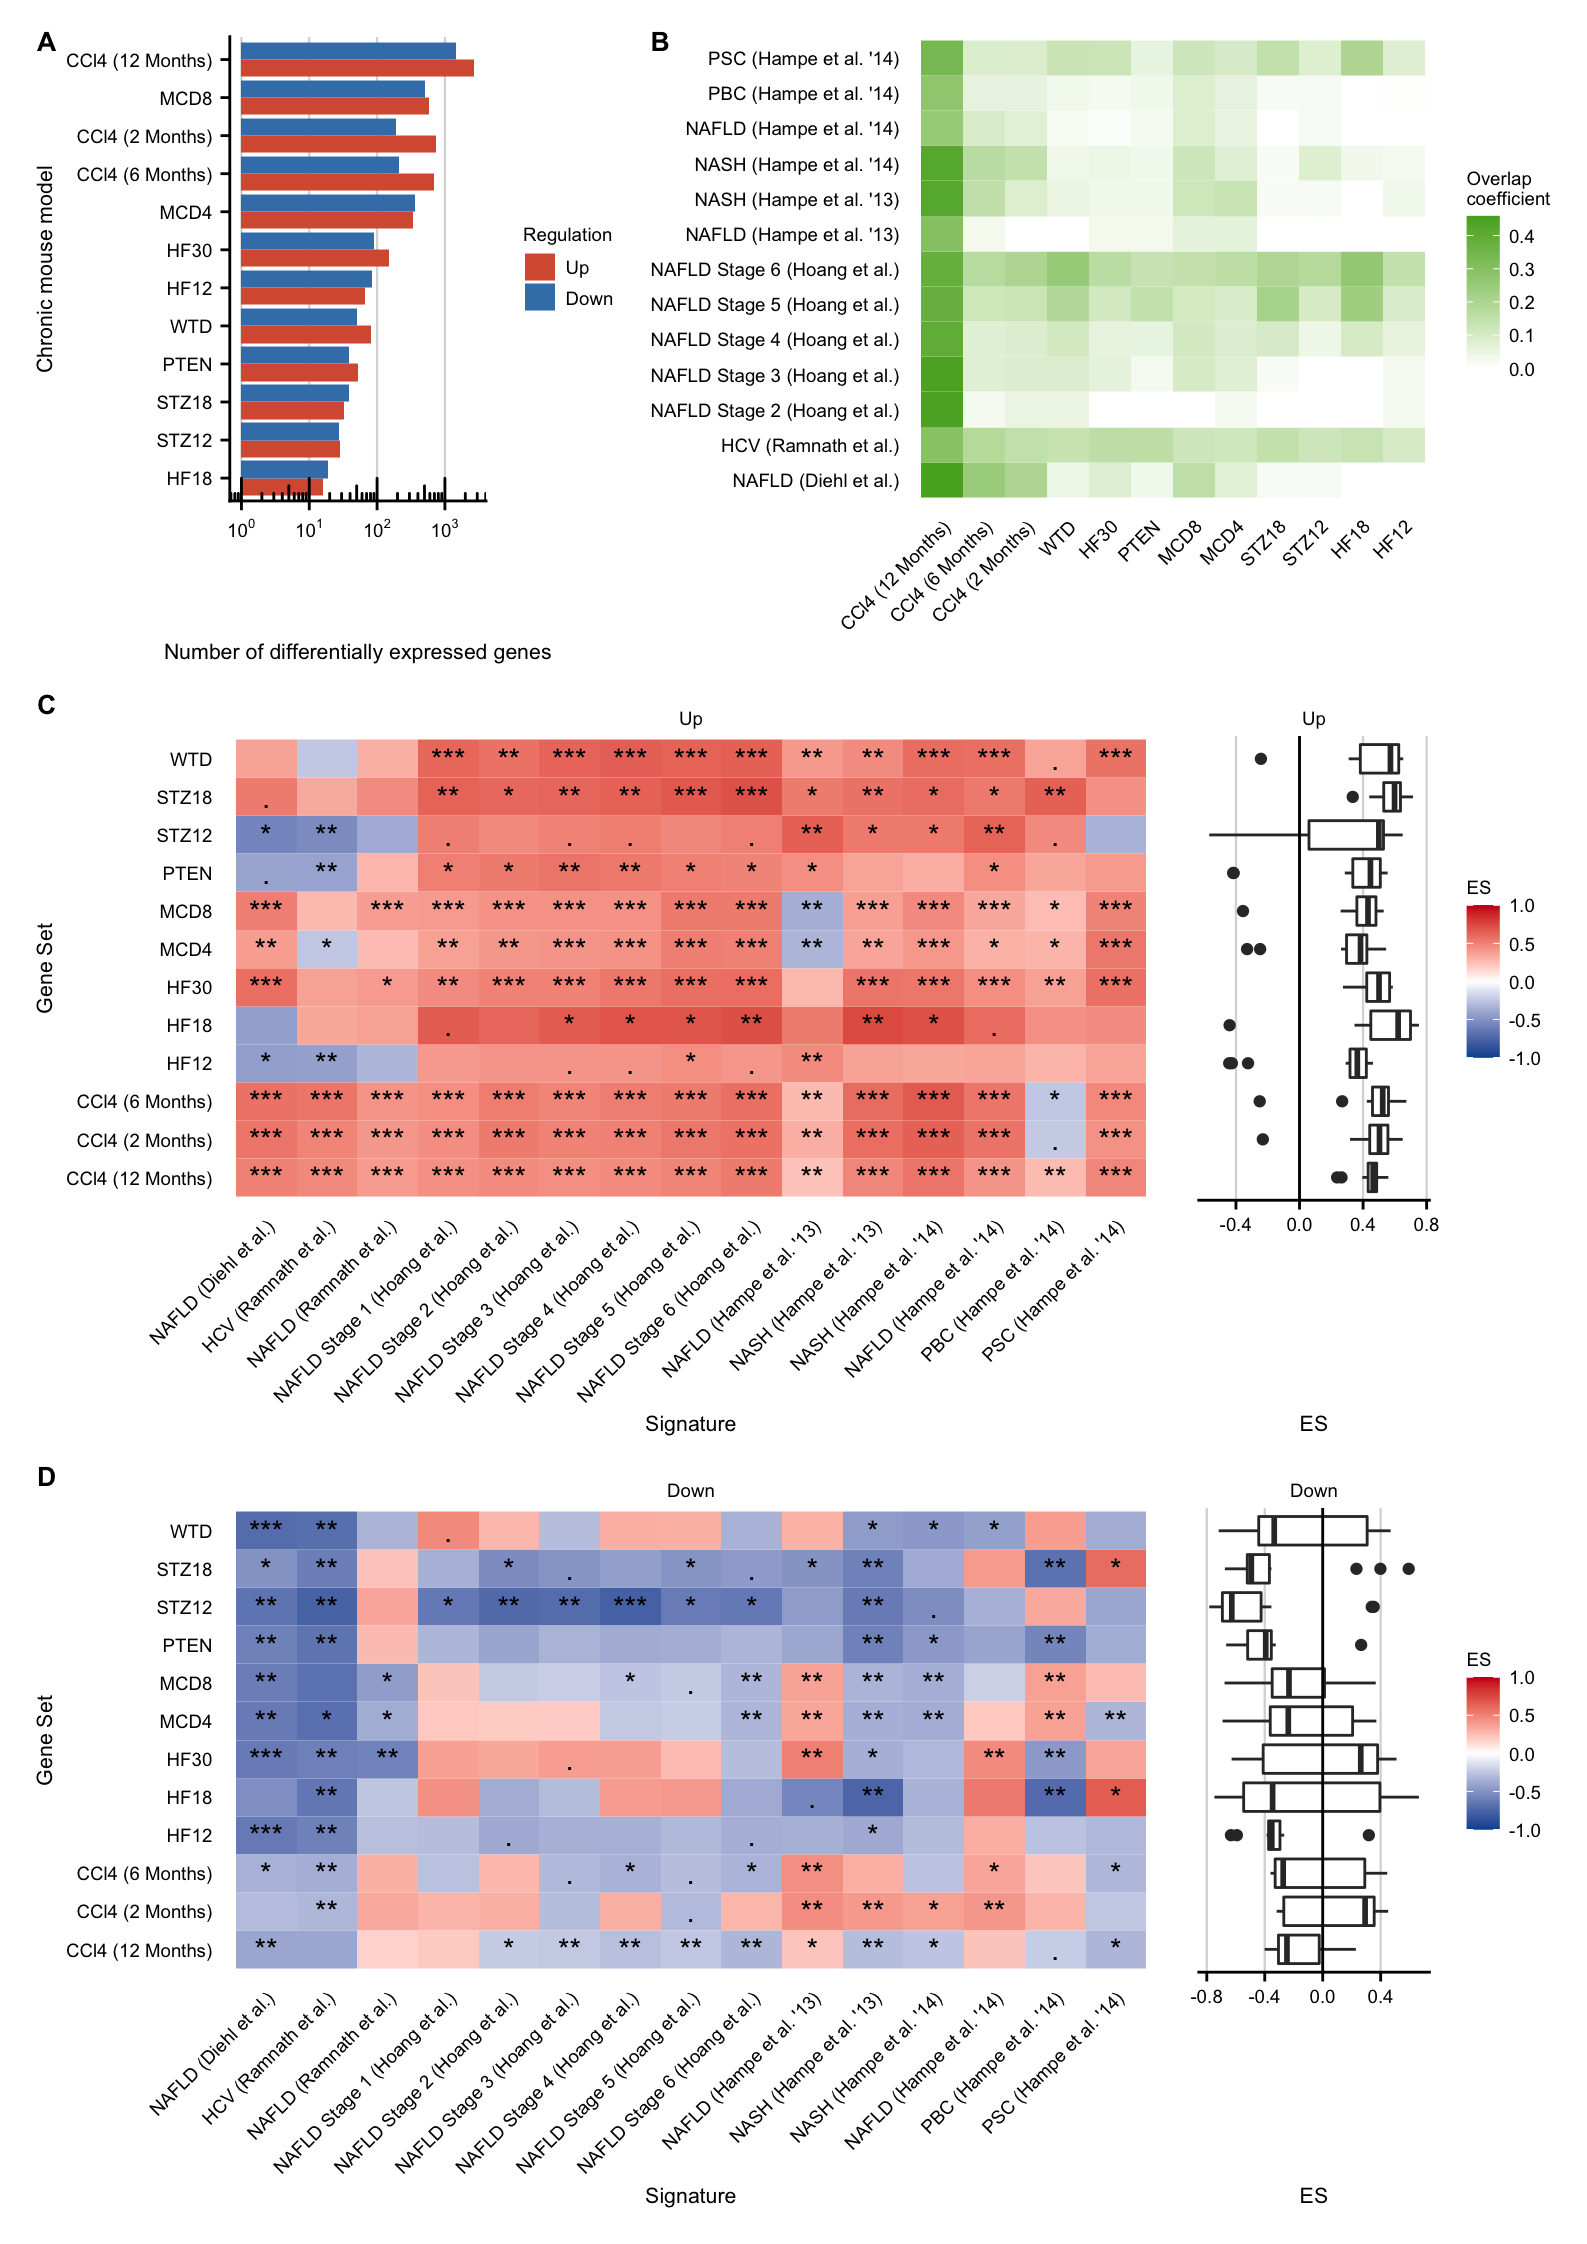 A
CCl4 (12 Months)
MCD8
CCl4 (2 Months)
CCl4 (6 Months)
MCD4
HF30
HF12
WTD
PTEN
STZ18
STZ12
HF18
Chronic mouse model
10^0 10^1 10^2 10^3
Number of differentially expressed genes
Regulation
Up
Down
B
PSC (Hampe et al. '14)
PBC (Hampe et al. '14)
NAFLD (Hampe et al. '14)
NASH (Hampe et al. '14)
NASH (Hampe et al. '13)
NAFLD (Hampe et al. '13)
NAFLD Stage 6 (Hoang et al.)
NAFLD Stage 5 (Hoang et al.)
NAFLD Stage 4 (Hoang et al.)
NAFLD Stage 3 (Hoang et al.)
NAFLD Stage 2 (Hoang et al.)
HCV (Ramnath et al.)
NAFLD (Diehl et al.)
CCl4 (12 Months)
CCl4 (6 Months)
CCl4 (2 Months)
WTD
HF30
PTEN
MCD8
MCD4
STZ18
STZ12
HF18
HF12
Overlap
coefficient
0.4
0.3
0.2
0.1
0.0
C
Up
Gene Set
WTD *** ** *** *** *** *** ** ** *** *** . ***
STZ18 . ** * ** ** *** *** * ** * * **
STZ12 * ** . . . . ** * * ** .
PTEN . ** * * ** ** * * * *
MCD8 *** *** *** *** *** *** *** *** ** *** *** *** * ***
MCD4 ** * ** ** *** *** *** *** ** ** *** * * ***
HF30 *** * ** *** *** *** *** *** *** *** *** ** ***
HF18 . * * * ** ** * .
HF12 * ** . . * . **
CCl4 (6 Months) *** *** *** *** *** *** *** *** *** ** *** *** *** * ***
CCl4 (2 Months) *** *** *** *** *** *** *** *** *** ** *** *** *** . ***
CCl4 (12 Months) *** *** *** *** *** *** *** *** *** ** *** *** *** ** ***
NAFLD (Diehl et al.)
HCV (Ramnath et al.)
NAFLD (Ramnath et al.)
NAFLD Stage 1 (Hoang et al.)
NAFLD Stage 2 (Hoang et al.)
NAFLD Stage 3 (Hoang et al.)
NAFLD Stage 4 (Hoang et al.)
NAFLD Stage 5 (Hoang et al.)
NAFLD Stage 6 (Hoang et al.)
NAFLD (Hampe et al. '13)
NASH (Hampe et al. '13)
NASH (Hampe et al. '14)
NAFLD (Hampe et al. '14)
PBC (Hampe et al. '14)
PSC (Hampe et al. '14)
Signature
Up
-0.4 0.0 0.4 0.8
ES
ES
1.0
0.5
0.0
-0.5
-1.0
D
Down
Gene Set
WTD *** ** . * * *
STZ18 * ** * . * . * ** ** *
STZ12 ** ** * ** ** *** * * ** .
PTEN ** ** ** * **
MCD8 ** * * . ** ** ** ** **
MCD4 ** * * ** ** ** ** ** **
HF30 *** ** ** . ** * ** **
HF18 ** . ** ** *
HF12 *** ** . . *
CCl4 (6 Months) * ** . * . * ** * *
CCl4 (2 Months) ** . ** ** * **
CCl4 (12 Months) ** * ** ** ** ** * ** * . *
NAFLD (Diehl et al.)
HCV (Ramnath et al.)
NAFLD (Ramnath et al.)
NAFLD Stage 1 (Hoang et al.)
NAFLD Stage 2 (Hoang et al.)
NAFLD Stage 3 (Hoang et al.)
NAFLD Stage 4 (Hoang et al.)
NAFLD Stage 5 (Hoang et al.)
NAFLD Stage 6 (Hoang et al.)
NAFLD (Hampe et al. '13)
NASH (Hampe et al. '13)
NASH (Hampe et al. '14)
NAFLD (Hampe et al. '14)
PBC (Hampe et al. '14)
PSC (Hampe et al. '14)
Signature
Down
-0.8 -0.4 0.0 0.4
ES
ES
1.0
0.5
0.0
-0.5
-1.0